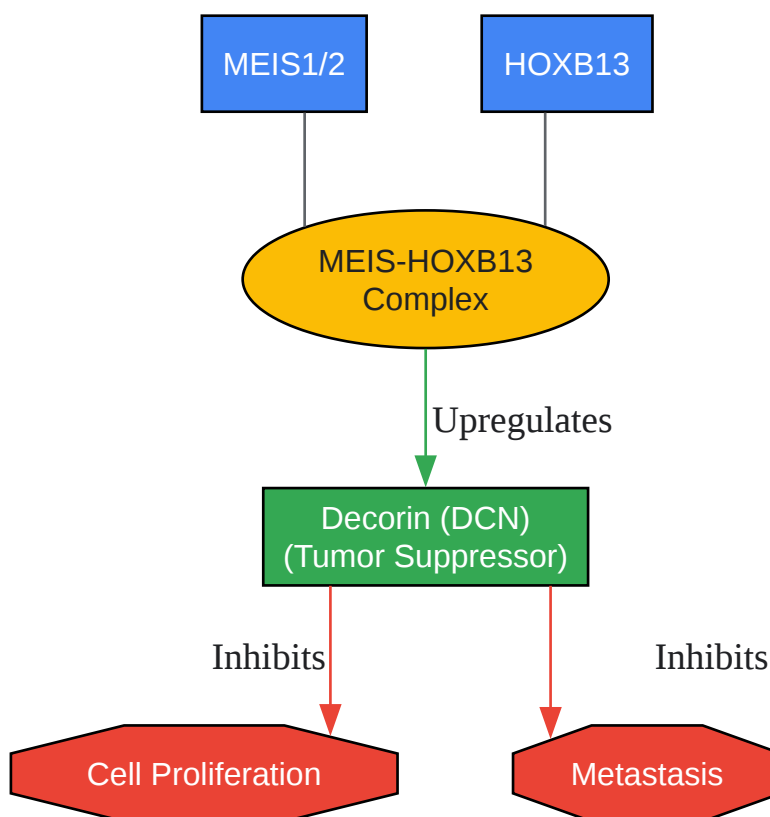 MEIS1/2
HOXB13
MEIS-HOXB13
Complex
Upregulates
Decorin (DCN)
(Tumor Suppressor)
Inhibits
Inhibits
Cell Proliferation
Metastasis